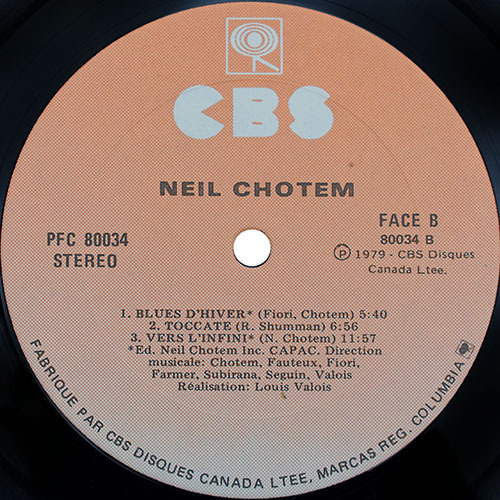 CBS
NEIL CHOTEM
PFC 80034
STEREO
FACE B
80034 B
Ⓟ 1979 - CBS Disques
Canada Ltee.
1. BLUES D'HIVER* (Fiori, Chotem) 5:40
2. TOCCATE (R. Shumman) 6:56
3. VERS L'INFINI* (N. Chotem) 11:57
*Ed. Neil Chotem Inc. CAPAC. Direction
musicale: Chotem, Fauteux, Fiori,
Farmer, Subirana, Seguin, Valois
Réalisation: Louis Valois
FABRIQUE PAR CBS DISQUES CANADA LTEE, MARCAS REG. COLUMBIA